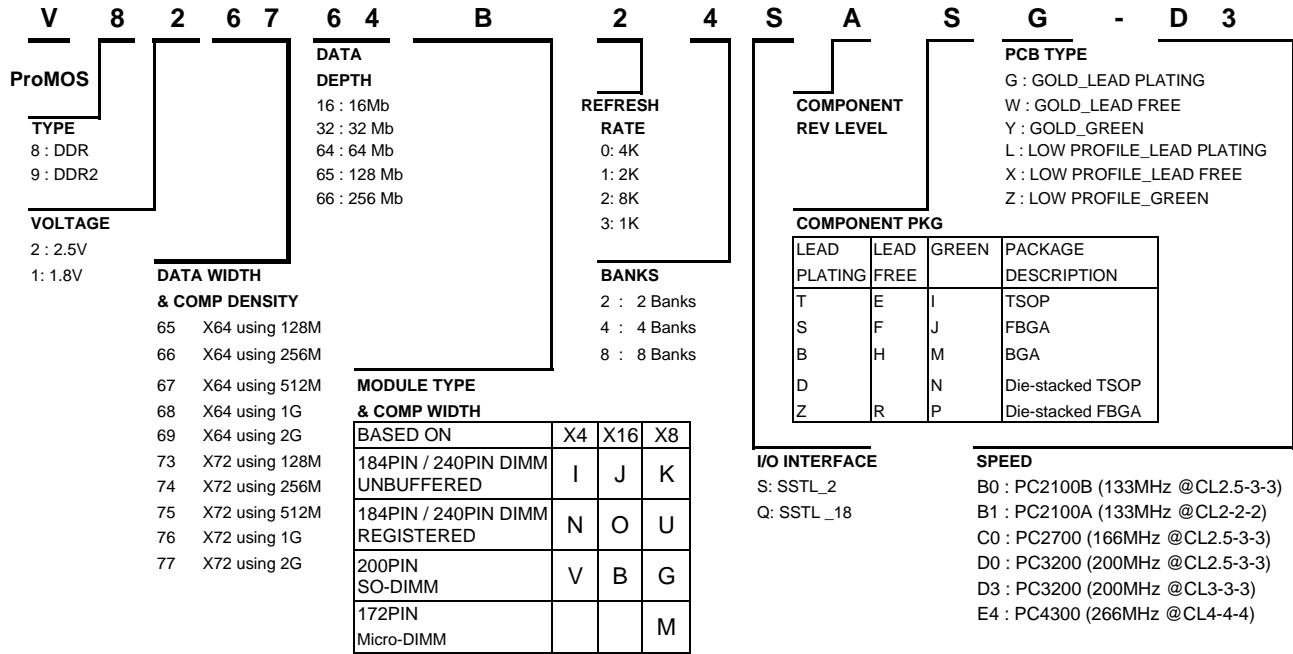 V 8 2 6 7 6 4 B 2 4 S A S G - D 3
ProMOS
TYPE
8 : DDR
9 : DDR2
VOLTAGE
2 : 2.5V
1: 1.8V
DATA WIDTH
& COMP DENSITY
65 X64 using 128M
66 X64 using 256M
67 X64 using 512M
68 X64 using 1G
69 X64 using 2G
73 X72 using 128M
74 X72 using 256M
75 X72 using 512M
76 X72 using 1G
77 X72 using 2G
DATA
DEPTH
16 : 16Mb
32 : 32 Mb
64 : 64 Mb
65 : 128 Mb
66 : 256 Mb
MODULE TYPE
& COMP WIDTH
BASED ON X4 X16 X8
184PIN / 240PIN DIMM
UNBUFFERED I J K
184PIN / 240PIN DIMM
REGISTERED N O U
200PIN
SO-DIMM V B G
172PIN
Micro-DIMM M
REFRESH
RATE
0: 4K
1: 2K
2: 8K
3: 1K
BANKS
2 : 2 Banks
4 : 4 Banks
8 : 8 Banks
I/O INTERFACE
S: SSTL_2
Q: SSTL _18
COMPONENT
REV LEVEL
COMPONENT PKG
LEAD LEAD GREEN PACKAGE
PLATING FREE DESCRIPTION
T E I TSOP
S F J FBGA
B H M BGA
D N Die-stacked TSOP
Z R P Die-stacked FBGA
PCB TYPE
G : GOLD_LEAD PLATING
W : GOLD_LEAD FREE
Y : GOLD_GREEN
L : LOW PROFILE_LEAD PLATING
X : LOW PROFILE_LEAD FREE
Z : LOW PROFILE_GREEN
SPEED
B0 : PC2100B (133MHz @CL2.5-3-3)
B1 : PC2100A (133MHz @CL2-2-2)
C0 : PC2700 (166MHz @CL2.5-3-3)
D0 : PC3200 (200MHz @CL2.5-3-3)
D3 : PC3200 (200MHz @CL3-3-3)
E4 : PC4300 (266MHz @CL4-4-4)